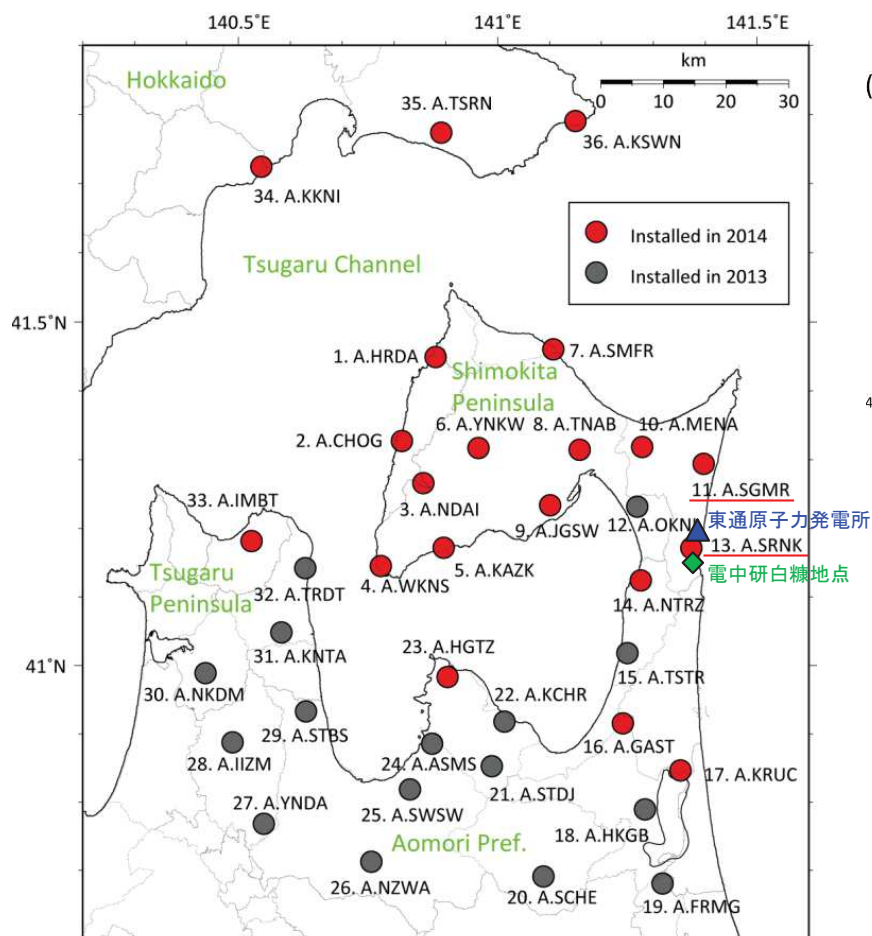 140.5°E
141°E
141.5°E
km
0 10 20 30
Hokkaido
35. A.TSRN
36. A.KSWN
34. A.KKNI
Installed in 2014
Installed in 2013
Tsugaru Channel
41.5°N
1. A.HRDA
7. A.SMFR
Shimokita
Peninsula
2. A.CHOG
6. A.YNKW
8. A.TNAB
10. A.MENA
3. A.NDAI
11. A.SGMR
33. A.IMBT
9. A.JGSW
12. A.OKNI
東通原子力発電所
13. A.SRNK
4. A.WKNS
5. A.KAZK
電中研白糠地点
Tsugaru
Peninsula
32. A.TRDT
14. A.NTRZ
31. A.KNTA
23. A.HGTZ
41°N
15. A.TSTR
30. A.NKDM
22. A.KCHR
29. A.STBS
16. A.GAST
28. A.IIZM
24. A.ASMS
17. A.KRUC
21. A.STDJ
27. A.YNDA
25. A.SWSW
18. A.HKGB
Aomori Pref.
26. A.NZWA
20. A.SCHE
19. A.FRMG
(
4